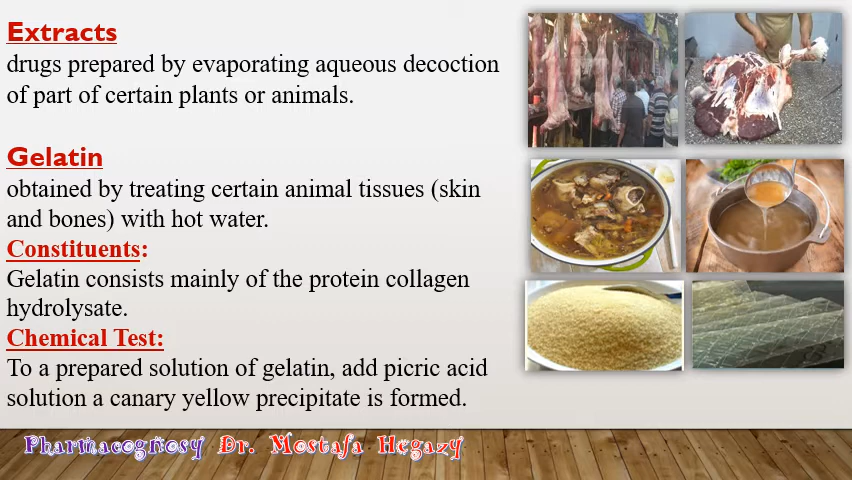 Extracts
drugs prepared by evaporating aqueous decoction
of part of certain plants or animals.
Gelatin
obtained by treating certain animal tissues (skin
and bones) with hot water.
Constituents:
Gelatin consists mainly of the protein collagen
hydrolysate.
Chemical Test:
To a prepared solution of gelatin, add picric acid
solution a canary yellow precipitate is formed.
Pharmacognosy Dr. Mostafa Hegazy